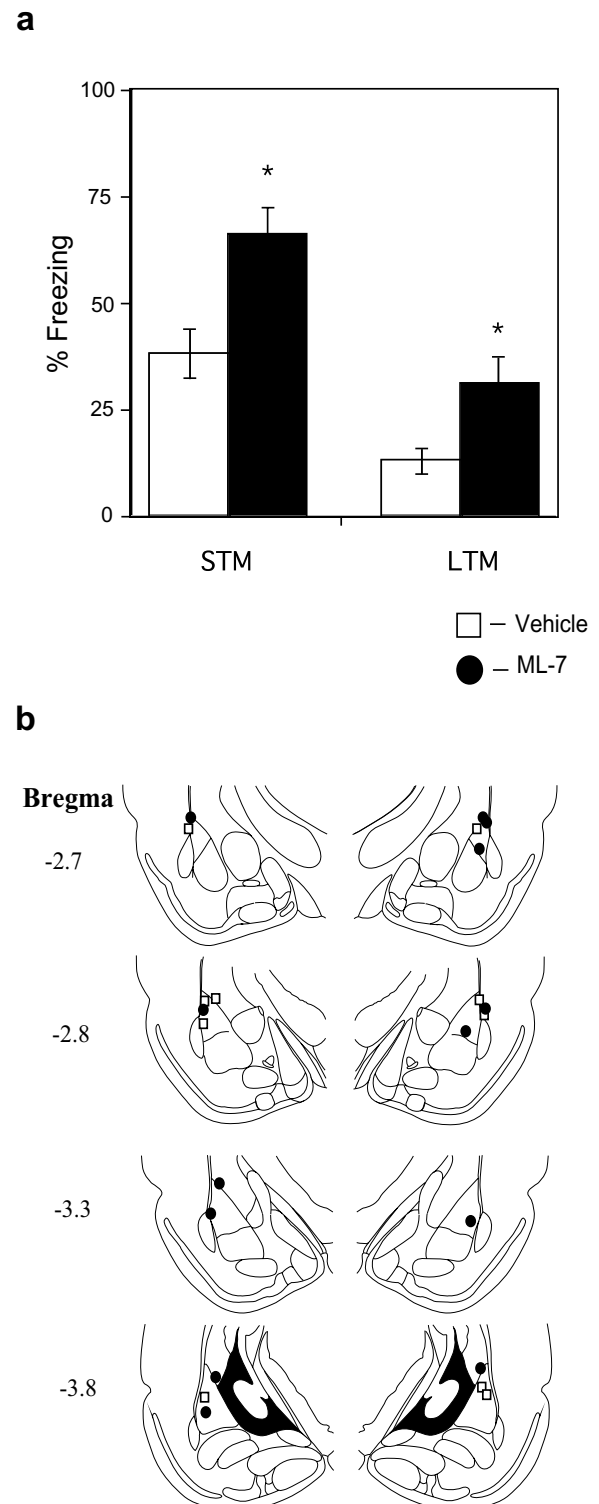 a
100
75
50
25
0
% Freezing
*
*
STM LTM
– Vehicle
– ML-7
b
Bregma
-2.7
-2.8
-3.3
-3.8